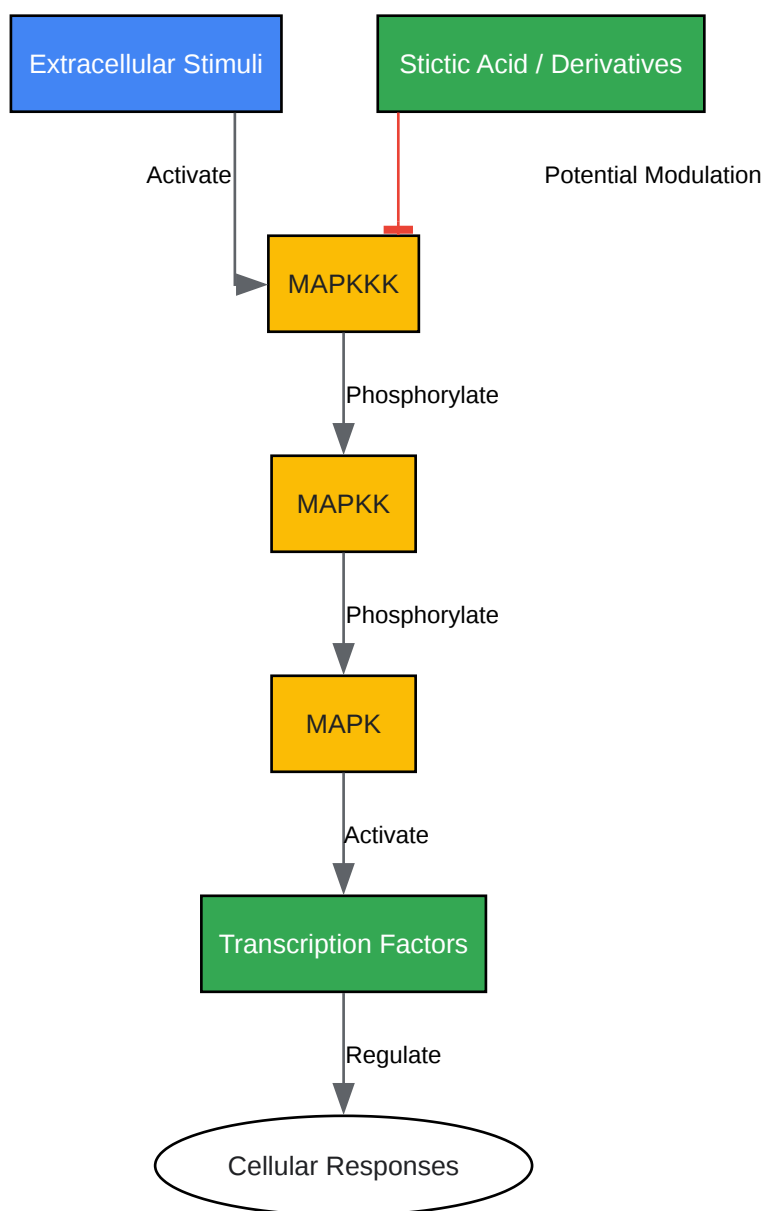 Extracellular Stimuli
Stictic Acid / Derivatives
Activate
Potential Modulation
MAPKKK
Phosphorylate
MAPKK
Phosphorylate
MAPK
Activate
Transcription Factors
Regulate
Cellular Responses